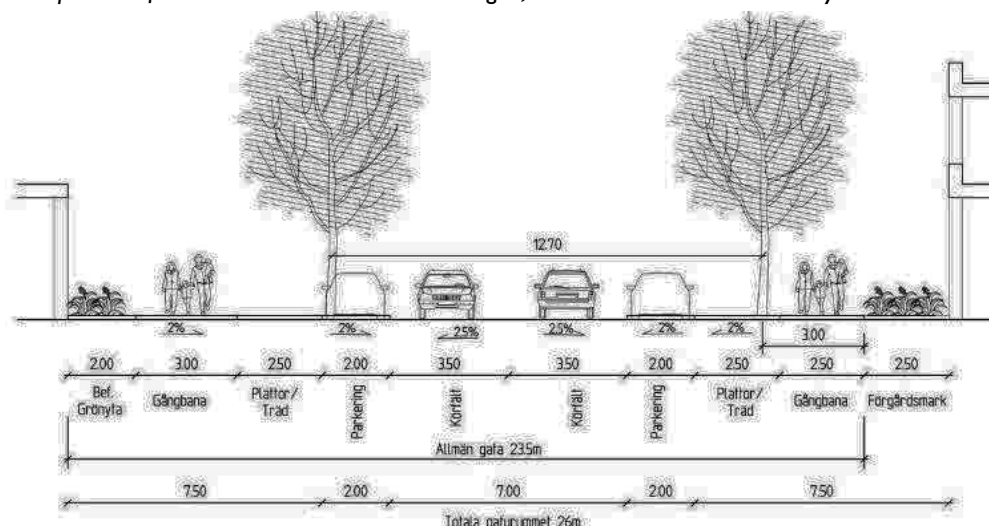 12.70
2%
2%
2.5%
2.5%
2%
2%
3.00
2.00
3.00
2.50
2.00
3.50
3.50
2.00
2.50
2.50
2.50
Bef.
Grönyta
Gångbana
Plattor/
Träd
Parkering
Körfält
Körfält
Parkering
Plattor/
Träd
Gångbana
Förgårdsmark
Allmän gata 23.5m
7.50
2.00
7.00
2.00
7.50
Totala gaturummet 26m